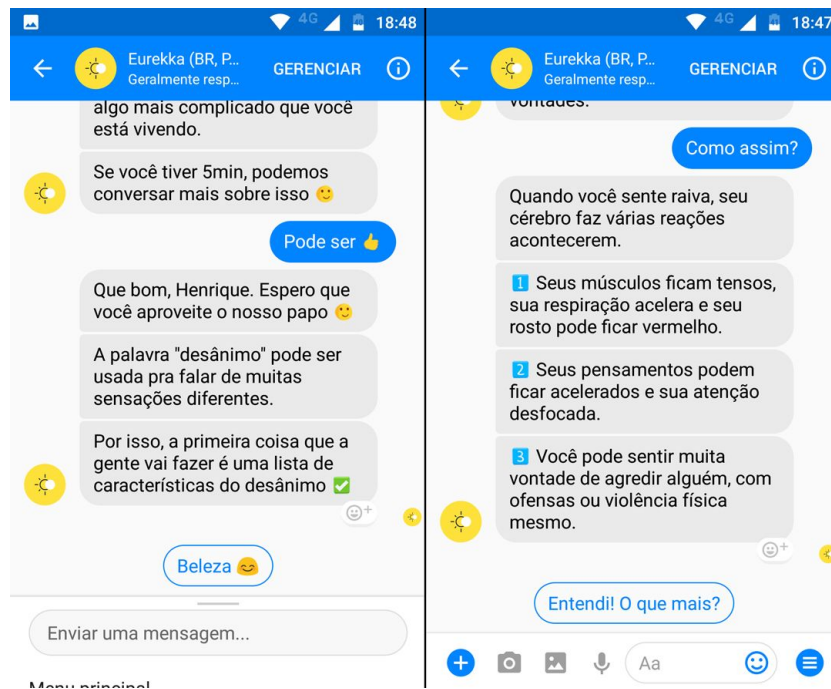 4G 18:48
Eurekka (BR, P...
Geralmente resp...
GERENCIAR
algo mais complicado que você
está vivendo.
Se você tiver 5min, podemos
conversar mais sobre isso 🙂
Pode ser 👍
Que bom, Henrique. Espero que
você aproveite o nosso papo 🙂
A palavra "desânimo" pode ser
usada pra falar de muitas
sensações diferentes.
Por isso, a primeira coisa que a
gente vai fazer é uma lista de
características do desânimo ✅
Beleza 😊
Enviar uma mensagem...
Menu principal
4G 18:47
Eurekka (BR, P...
Geralmente resp...
GERENCIAR
vontades.
Como assim?
Quando você sente raiva, seu
cérebro faz várias reações
acontecerem.
1️⃣ Seus músculos ficam tensos,
sua respiração acelera e seu
rosto pode ficar vermelho.
2️⃣ Seus pensamentos podem
ficar acelerados e sua atenção
desfocada.
3️⃣ Você pode sentir muita
vontade de agredir alguém, com
ofensas ou violência física
mesmo.
Entendi! O que mais?
Aa